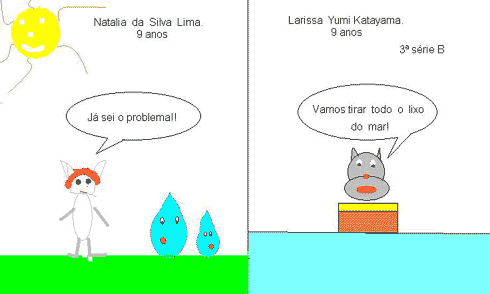 Natalia da Silva Lima.
9 anos
Já sei o problema!!
Larissa Yumi Katayama.
9 anos
3ª série B
Vamos tirar todo o lixo
do mar!